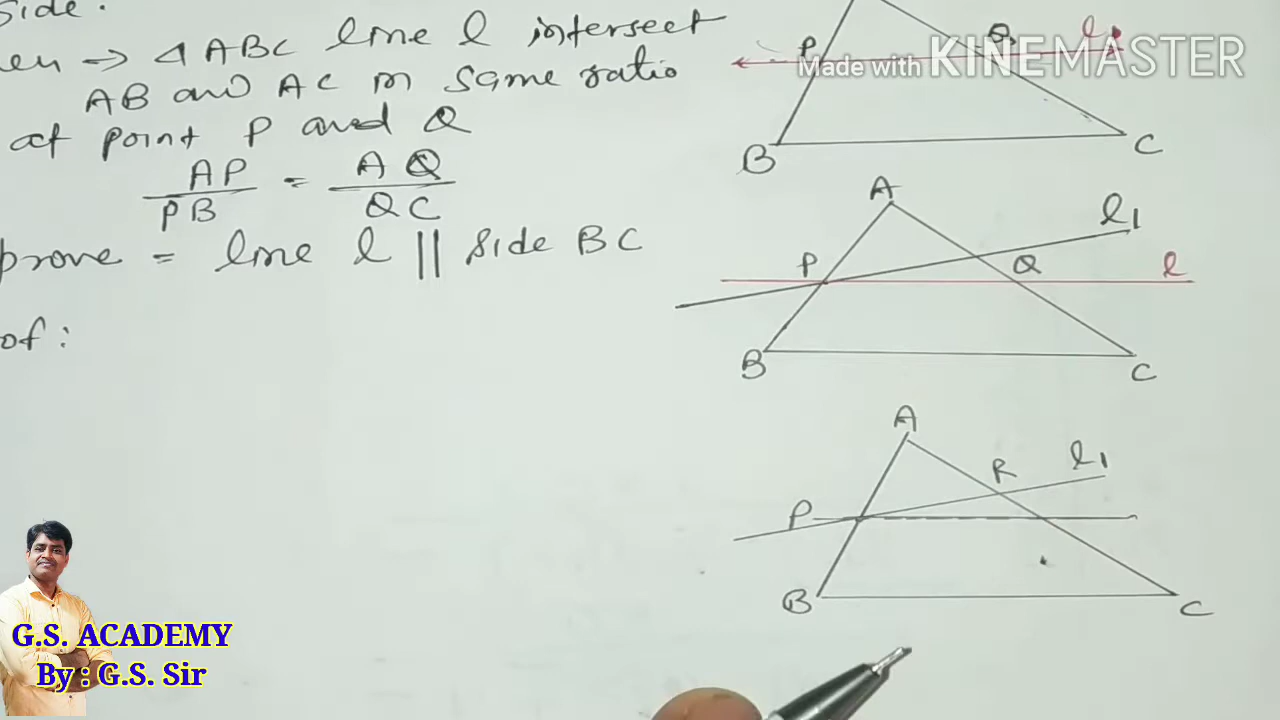 Side.
en → △ ABC line l intersect
AB and AC in same ratio
at point P and Q
AP/PB = AQ/QC
prove = line l || side BC
of :
P Q l
Made with KINEMASTER
B C
A l1
P Q l
B C
A
R l1
P
B C
G.S. ACADEMY
By : G.S. Sir